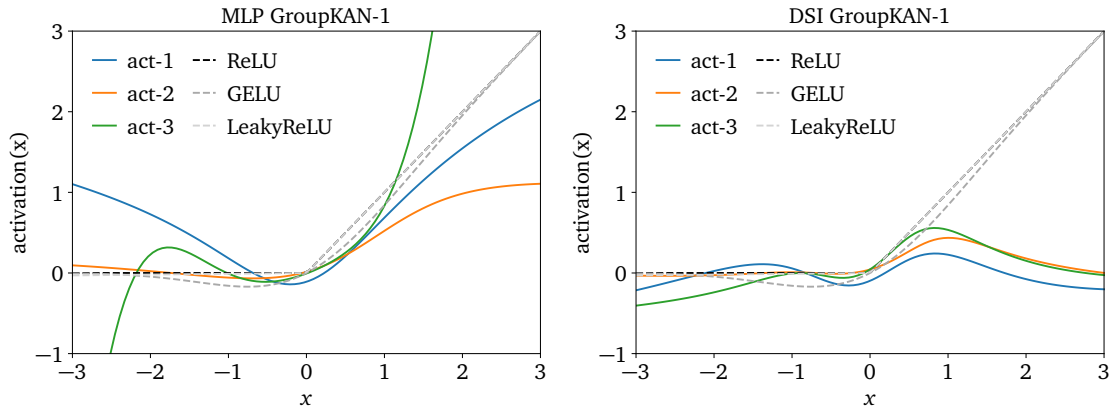 MLP GroupKAN-1
3
2
1
0
−1
activation(x)
act-1
act-2
act-3
ReLU
GELU
LeakyReLU
−3 −2 −1 0 1 2 3
x
DSI GroupKAN-1
3
2
1
0
−1
activation(x)
act-1
act-2
act-3
ReLU
GELU
LeakyReLU
−3 −2 −1 0 1 2 3
x